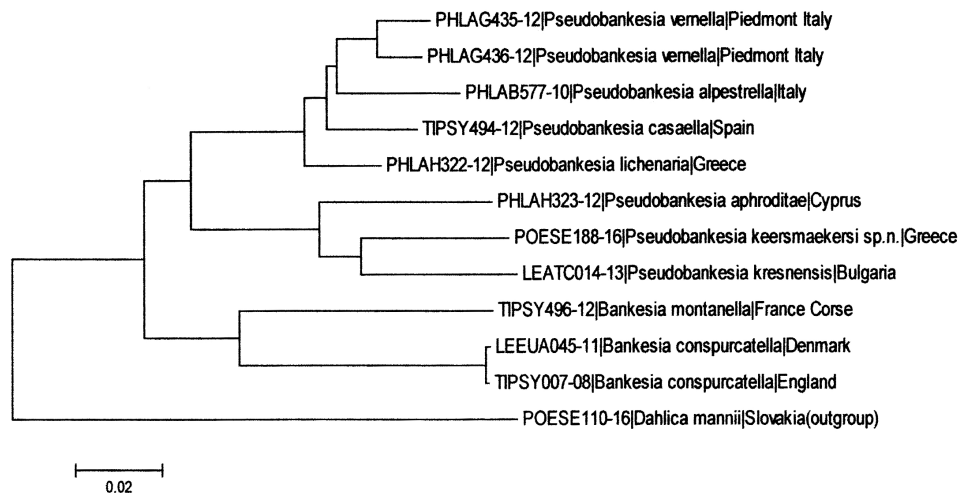 PHLAG435-12|Pseudobankesia vernella|Piedmont Italy
PHLAG436-12|Pseudobankesia vernella|Piedmont Italy
PHLAB577-10|Pseudobankesia alpestrella|Italy
TIPSY494-12|Pseudobankesia casaella|Spain
PHLAH322-12|Pseudobankesia lichenaria|Greece
PHLAH323-12|Pseudobankesia aphroditae|Cyprus
POESE188-16|Pseudobankesia keersmaekersi sp.n.|Greece
LEATC014-13|Pseudobankesia kresnensis|Bulgaria
TIPSY496-12|Bankesia montanella|France Corse
LEEUA045-11|Bankesia conspurcatella|Denmark
TIPSY007-08|Bankesia conspurcatella|England
POESE110-16|Dahlica mannii|Slovakia(outgroup)
0.02